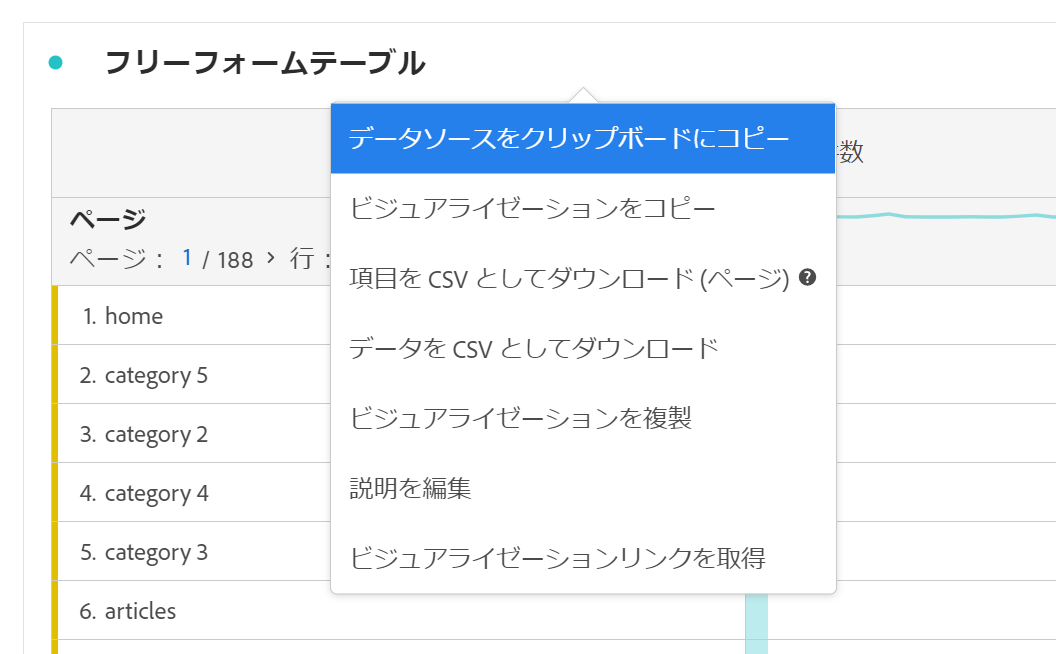 フリーフォームテーブル
データソースをクリップボードにコピー
数
ページ
ビジュアライゼーションをコピー
ページ： 1 / 188 > 行：
項目を CSV としてダウンロード (ページ) ?
1. home
データを CSV としてダウンロード
2. category 5
ビジュアライゼーションを複製
3. category 2
説明を編集
4. category 4
ビジュアライゼーションリンクを取得
5. category 3
6. articles